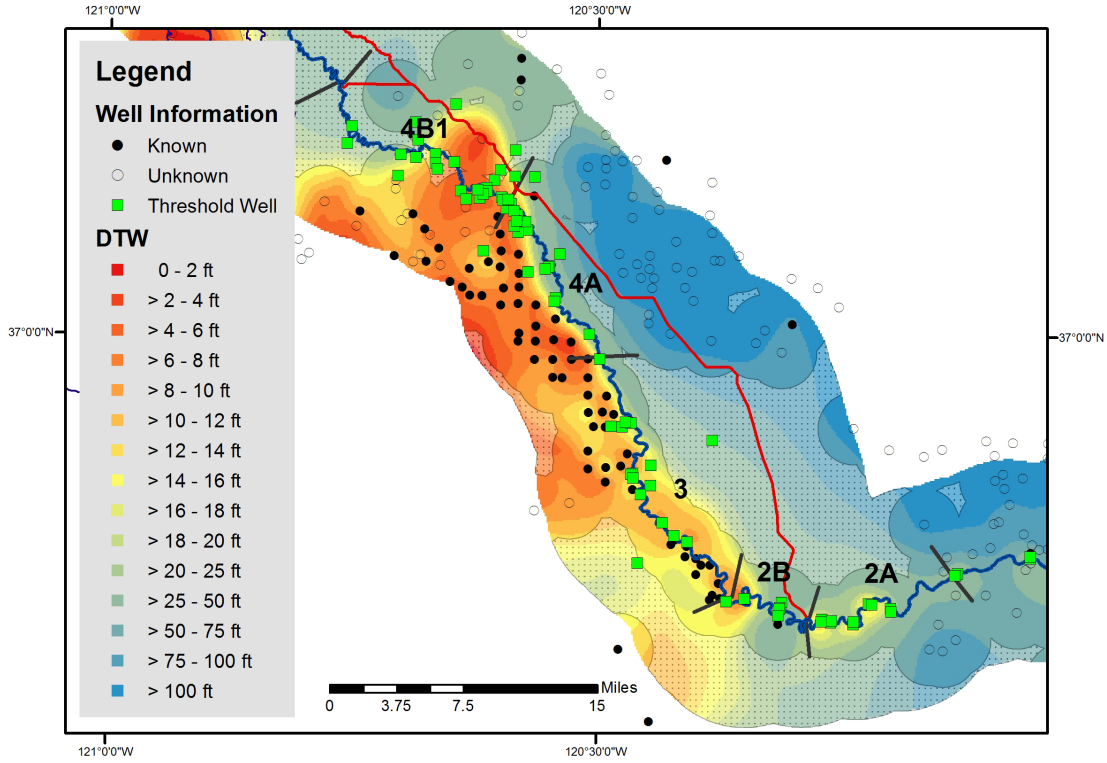 121°0'0"W 120°30'0"W
Legend
Well Information
Known
Unknown
Threshold Well
DTW
0 - 2 ft
> 2 - 4 ft
> 4 - 6 ft
> 6 - 8 ft
> 8 - 10 ft
> 10 - 12 ft
> 12 - 14 ft
> 14 - 16 ft
> 16 - 18 ft
> 18 - 20 ft
> 20 - 25 ft
> 25 - 50 ft
> 50 - 75 ft
> 75 - 100 ft
> 100 ft
4B1
4A
37°0'0"N 37°0'0"N
3
2B
2A
Miles
0 3.75 7.5 15
121°0'0"W 120°30'0"W